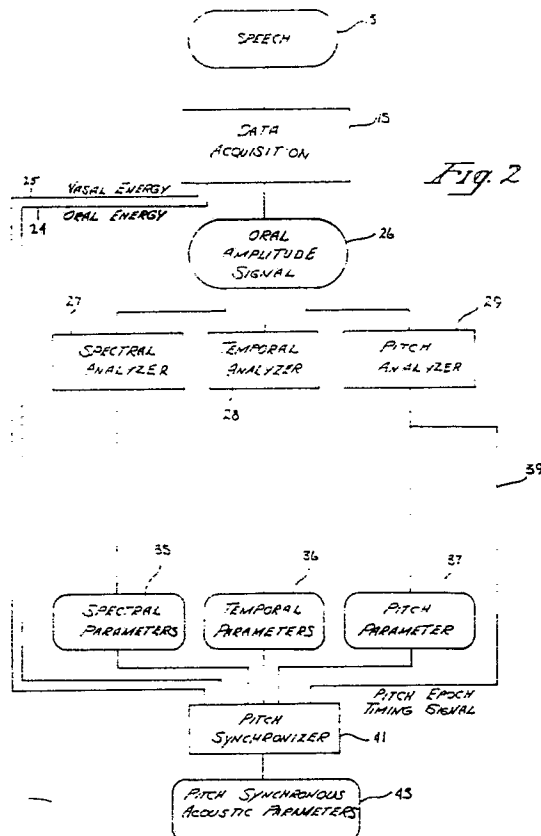 SPEECH
5
15
DATA
ACQUISITION
Fig. 2
25
NASAL ENERGY
24
ORAL ENERGY
26
ORAL
AMPLITUDE
SIGNAL
27
29
SPECTRAL
ANALYZER
TEMPORAL
ANALYZER
PITCH
ANALYZER
28
39
35
36
37
SPECTRAL
PARAMETERS
TEMPORAL
PARAMETERS
PITCH
PARAMETER
PITCH EPOCH
TIMING SIGNAL
PITCH
SYNCHRONIZER
41
PITCH SYNCHRONOUS
ACOUSTIC PARAMETERS
43